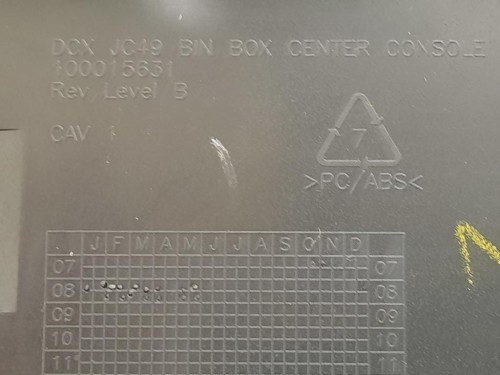 DCX JC49 BIN BOX CENTER CONSOLE
100015631
Rev Level B
CAV 1
7
>PC/ABS<
J F M A M J J A S O N D
07 07
08 08
09 09
10 10
11 11
N